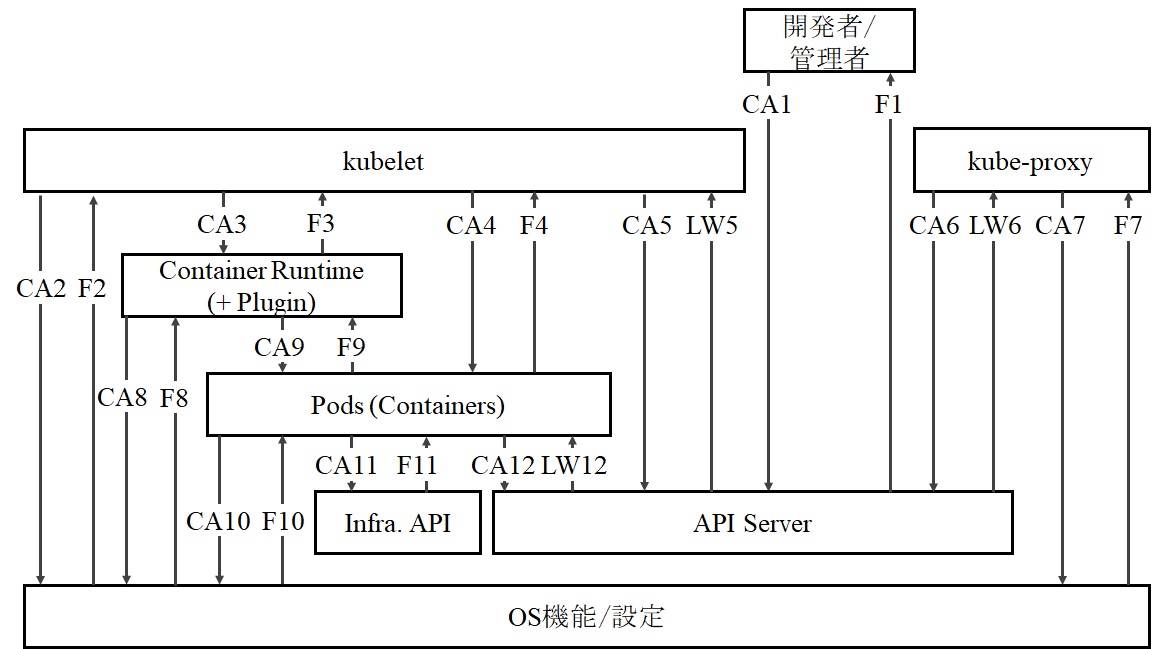 開発者/
管理者
CA1 F1
kubelet
kube-proxy
CA3 F3 CA4 F4 CA5 LW5 CA6 LW6 CA7 F7
Container Runtime
(+ Plugin)
CA2 F2
CA9 F9
CA8 F8
Pods (Containers)
CA11 F11 CA12 LW12
CA10 F10
Infra. API
API Server
OS機能/設定